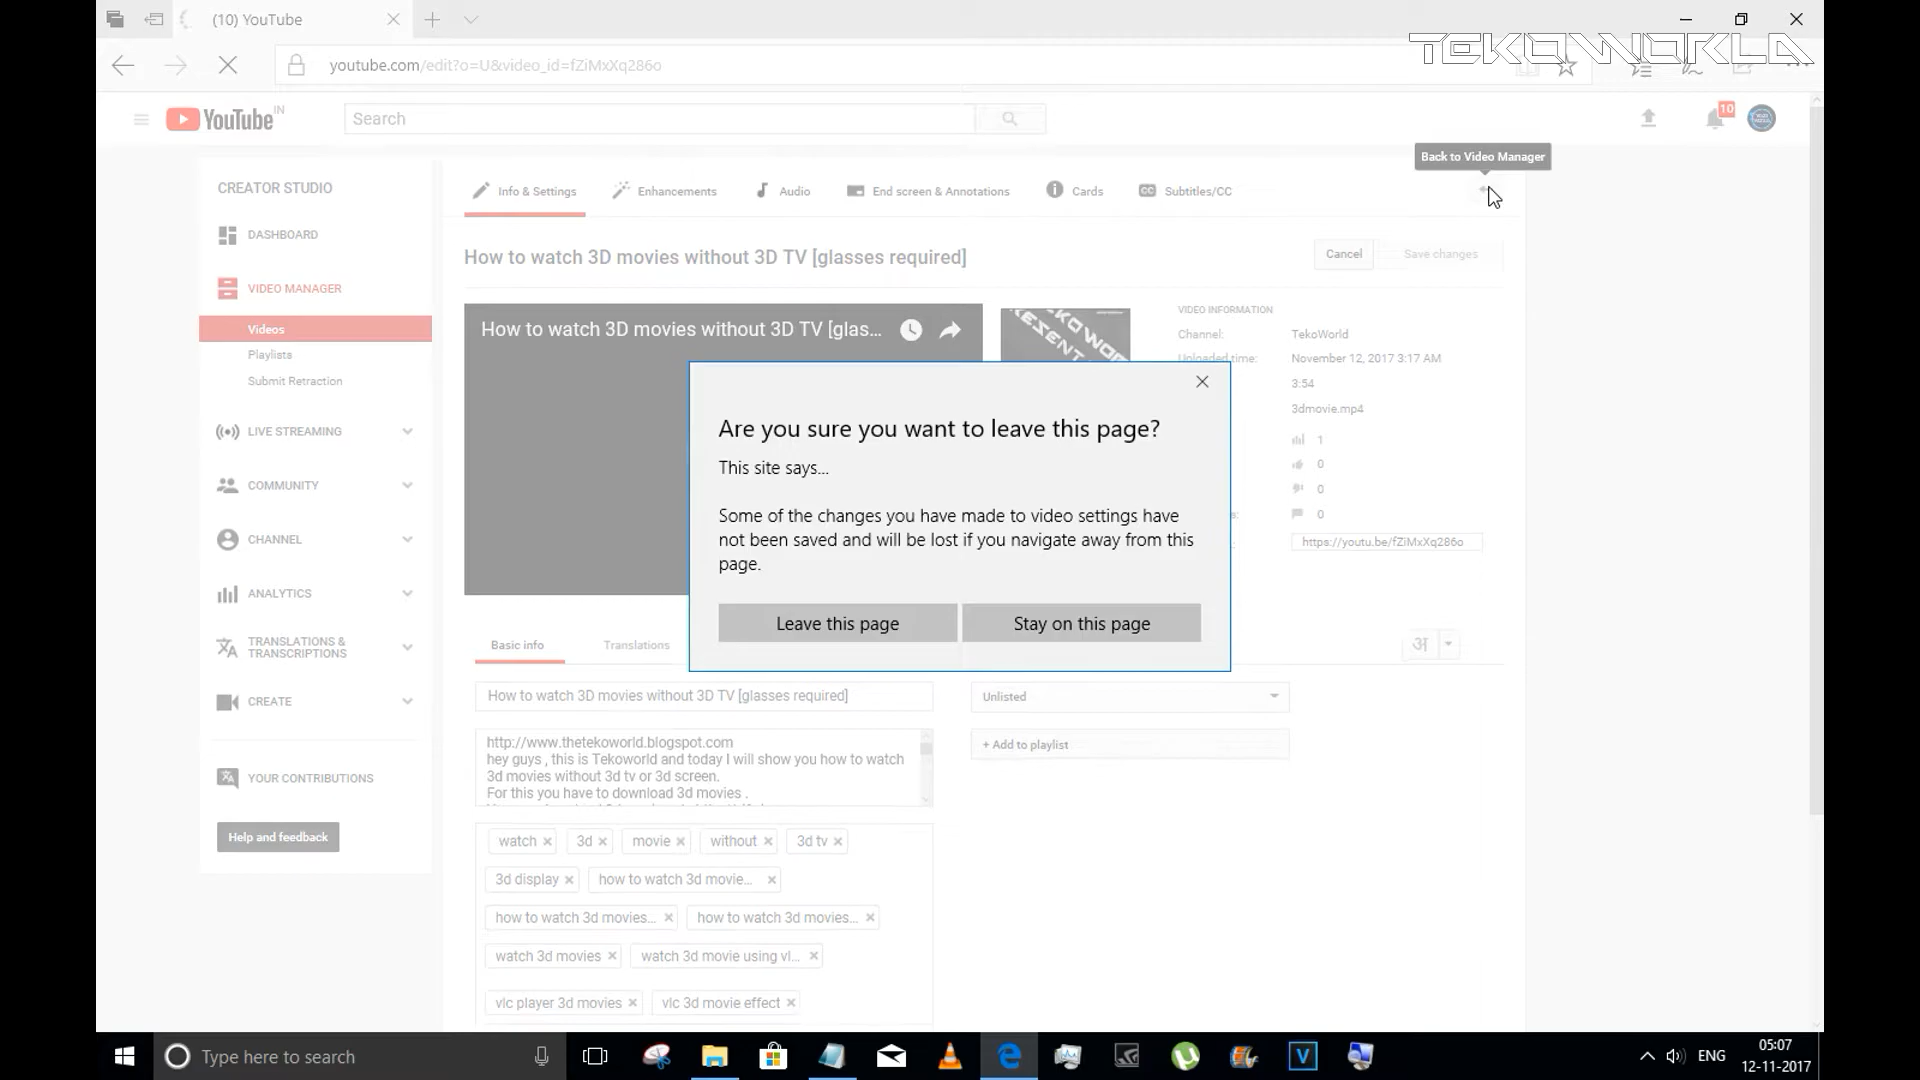 (10) YouTube
TEKOWORLD
youtube.com/edit?o=U&video_id=fZiMxXq286o
YouTube IN
Search
10
Back to Video Manager
CREATOR STUDIO
Info & Settings
Enhancements
Audio
End screen & Annotations
Cards
CC Subtitles/CC
DASHBOARD
How to watch 3D movies without 3D TV [glasses required]
Cancel
Save changes
VIDEO MANAGER
Videos
Playlists
Submit Retraction
How to watch 3D movies without 3D TV [glas...
VIDEO INFORMATION
Channel: TekoWorld
Uploaded time: November 12, 2017 3:17 AM
3:54
3dmovie.mp4
1
0
0
0
https://youtu.be/fZiMxXq286o
LIVE STREAMING
COMMUNITY
CHANNEL
ANALYTICS
TRANSLATIONS &
TRANSCRIPTIONS
CREATE
YOUR CONTRIBUTIONS
Help and feedback
Are you sure you want to leave this page?
This site says...
Some of the changes you have made to video settings have
not been saved and will be lost if you navigate away from this
page.
Leave this page
Stay on this page
Basic info
Translations
अ
How to watch 3D movies without 3D TV [glasses required]
Unlisted
http://www.thetekoworld.blogspot.com
hey guys , this is Tekoworld and today I will show you how to watch
3d movies without 3d tv or 3d screen.
For this you have to download 3d movies .
+ Add to playlist
watch
3d
movie
without
3d tv
3d display
how to watch 3d movie...
how to watch 3d movies...
how to watch 3d movies...
watch 3d movies
watch 3d movie using vl...
vlc player 3d movies
vlc 3d movie effect
Type here to search
ENG
05:07
12-11-2017